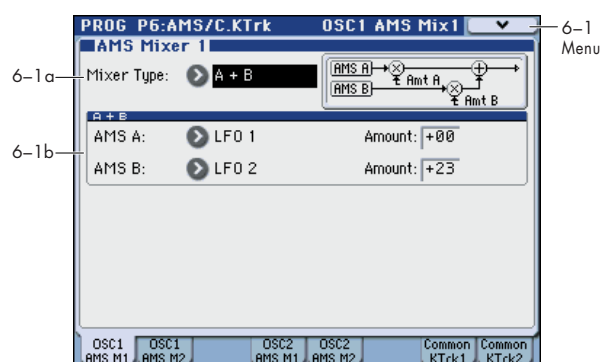 PROG P6:AMS/C.KTrk OSC1 AMS Mix1
6–1
Menu
AMS Mixer 1
6–1a
Mixer Type: A + B
AMS A
Amt A
AMS B
Amt B
A + B
6–1b
AMS A: LFO 1 Amount: +00
AMS B: LFO 2 Amount: +23
OSC1 AMS M1
OSC1 AMS M2
OSC2 AMS M1
OSC2 AMS M2
Common KTrk1
Common KTrk2